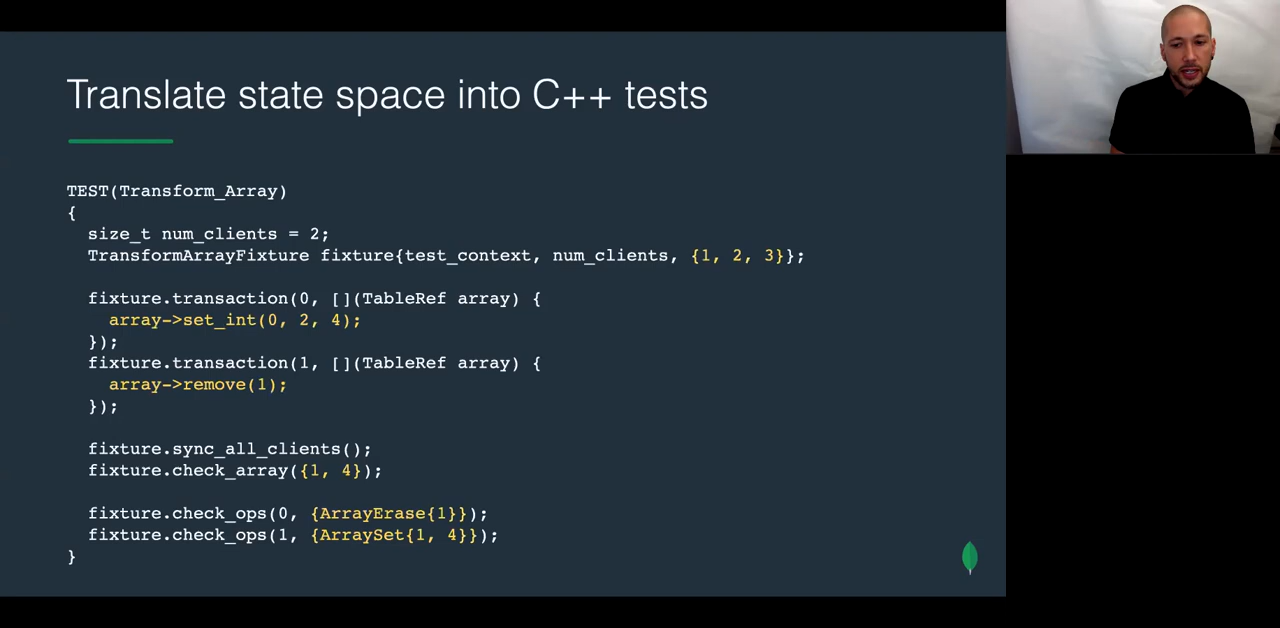 Translate state space into C++ tests
TEST(Transform_Array)
{
size_t num_clients = 2;
TransformArrayFixture fixture{test_context, num_clients, {1, 2, 3}};
fixture.transaction(0, [](TableRef array) {
array->set_int(0, 2, 4);
});
fixture.transaction(1, [](TableRef array) {
array->remove(1);
});
fixture.sync_all_clients();
fixture.check_array({1, 4});
fixture.check_ops(0, {ArrayErase{1}});
fixture.check_ops(1, {ArraySet{1, 4}});
}